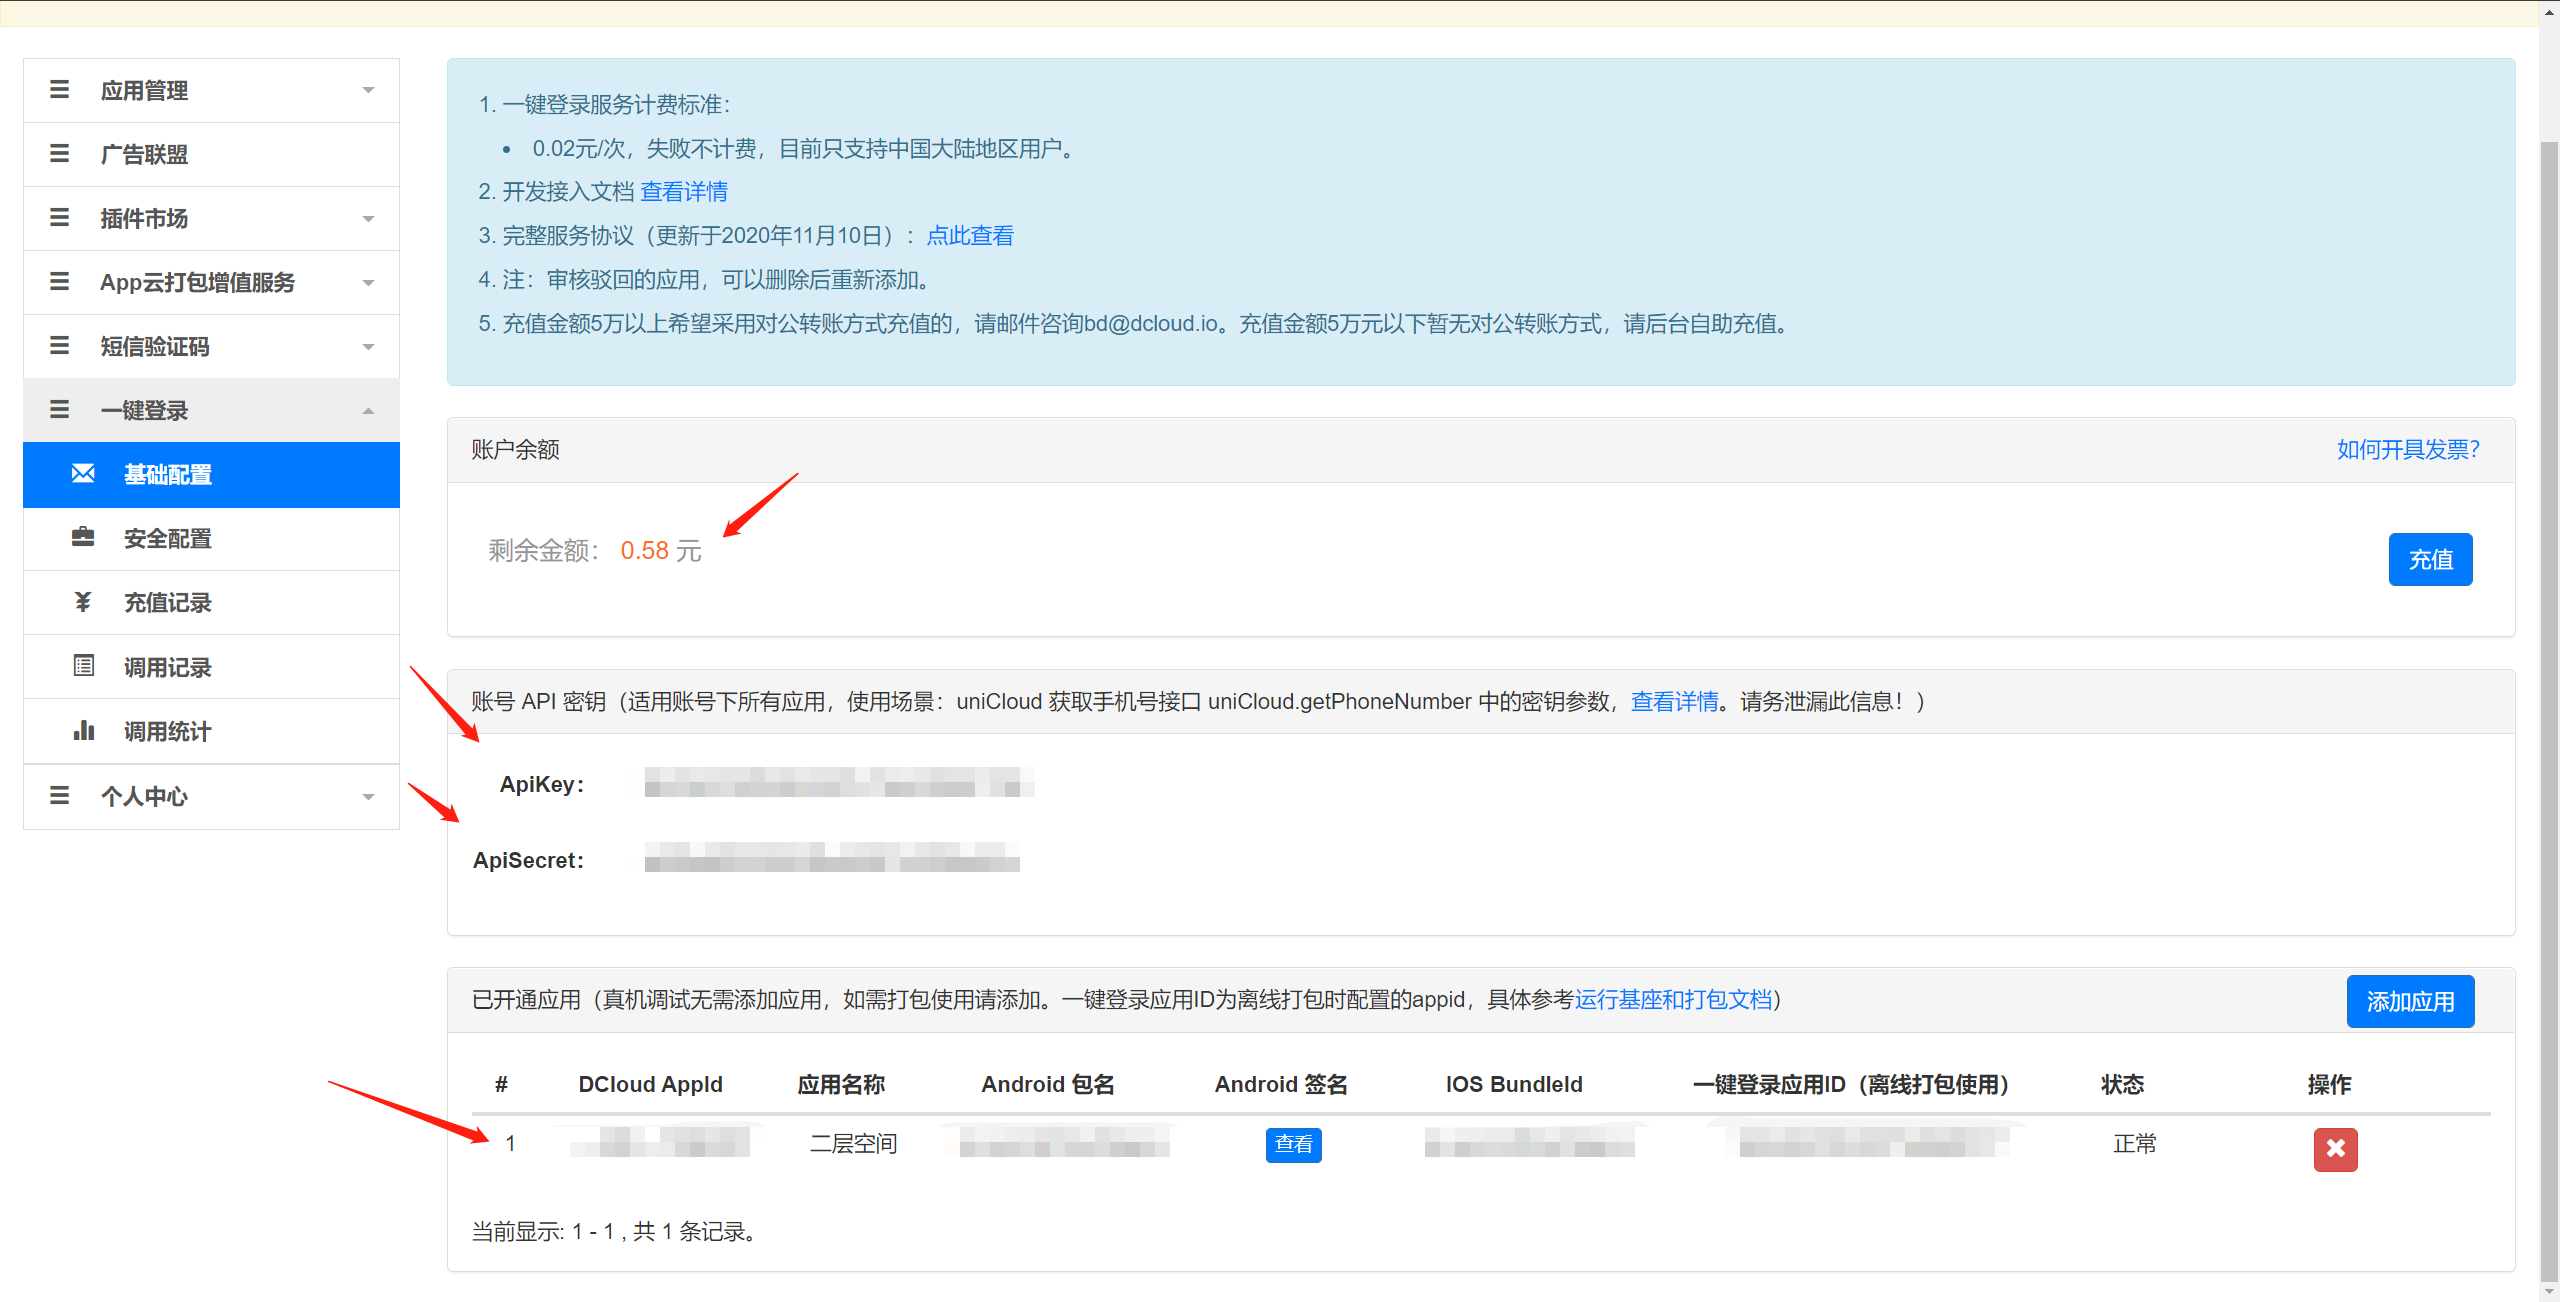 应用管理
广告联盟
插件市场
App云打包增值服务
短信验证码
一键登录
基础配置
安全配置
充值记录
调用记录
调用统计
个人中心
1. 一键登录服务计费标准：
• 0.02元/次，失败不计费，目前只支持中国大陆地区用户。
2. 开发接入文档 查看详情
3. 完整服务协议（更新于2020年11月10日）：点此查看
4. 注：审核驳回的应用，可以删除后重新添加。
5. 充值金额5万以上希望采用对公转账方式充值的，请邮件咨询bd@dcloud.io。充值金额5万元以下暂无对公转账方式，请后台自助充值。
账户余额 如何开具发票？
剩余金额： 0.58 元 充值
账号 API 密钥（适用账号下所有应用，使用场景：uniCloud 获取手机号接口 uniCloud.getPhoneNumber 中的密钥参数，查看详情。请务泄漏此信息！）
ApiKey：
ApiSecret：
已开通应用（真机调试无需添加应用，如需打包使用请添加。一键登录应用ID为离线打包时配置的appid，具体参考运行基座和打包文档） 添加应用
# DCloud AppId 应用名称 Android 包名 Android 签名 IOS BundleId 一键登录应用ID（离线打包使用） 状态 操作
1 二层空间 查看 正常
当前显示: 1 - 1 , 共 1 条记录。